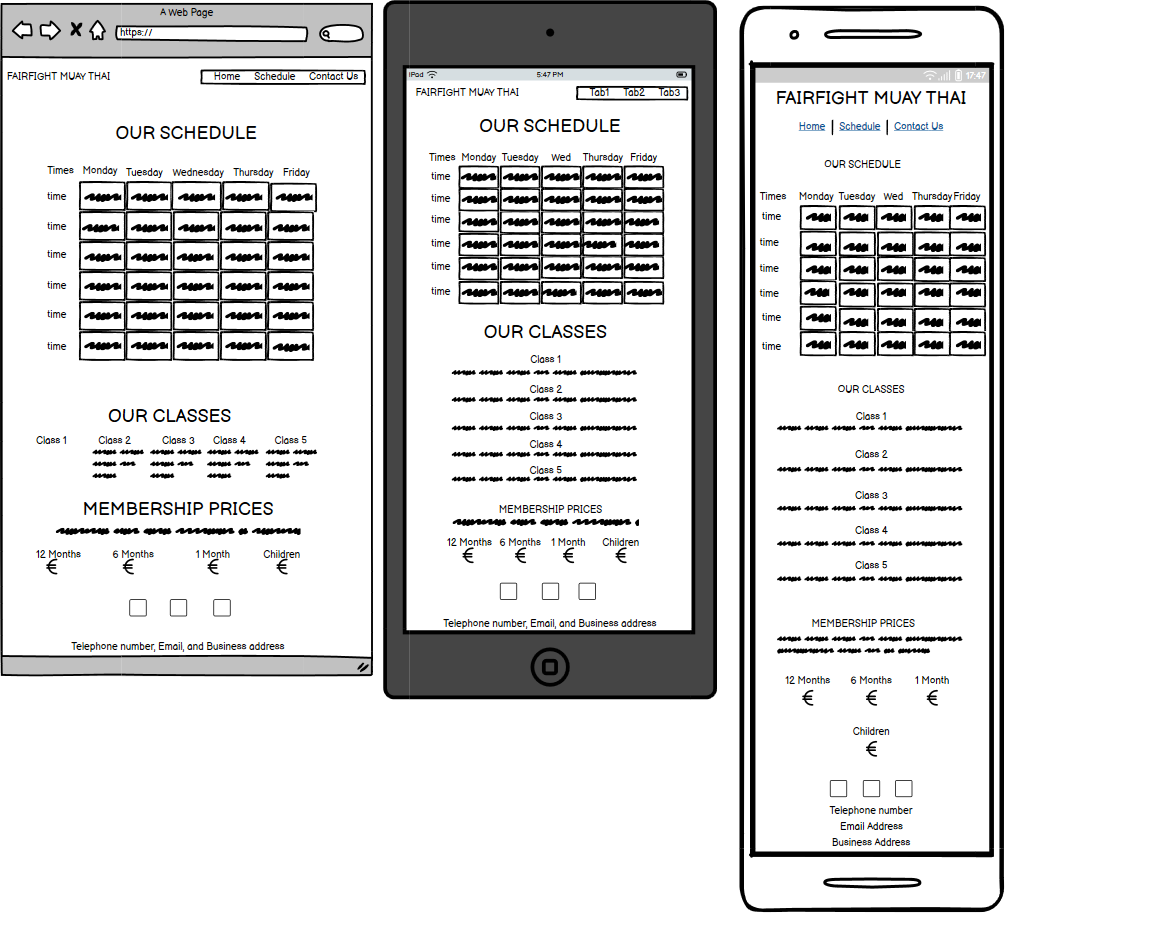 A Web Page
https://
FAIRFIGHT MUAY THAI
Home Schedule Contact Us
OUR SCHEDULE
Times Monday Tuesday Wednesday Thursday Friday
time
time
time
time
time
time
OUR CLASSES
Class 1 Class 2 Class 3 Class 4 Class 5
MEMBERSHIP PRICES
12 Months 6 Months 1 Month Children
€ € € €
Telephone number, Email, and Business address
iPod 5:47 PM
FAIRFIGHT MUAY THAI
Tab1 Tab2 Tab3
OUR SCHEDULE
Times Monday Tuesday Wed Thursday Friday
time
time
time
time
time
time
OUR CLASSES
Class 1
Class 2
Class 3
Class 4
Class 5
MEMBERSHIP PRICES
12 Months 6 Months 1 Month Children
€ € € €
Telephone number, Email, and Business address
17:47
FAIRFIGHT MUAY THAI
Home Schedule Contact Us
OUR SCHEDULE
Times Monday Tuesday Wed Thursday Friday
time
time
time
time
time
time
OUR CLASSES
Class 1
Class 2
Class 3
Class 4
Class 5
MEMBERSHIP PRICES
12 Months 6 Months 1 Month
€ € €
Children
€
Telephone number
Email Address
Business Address